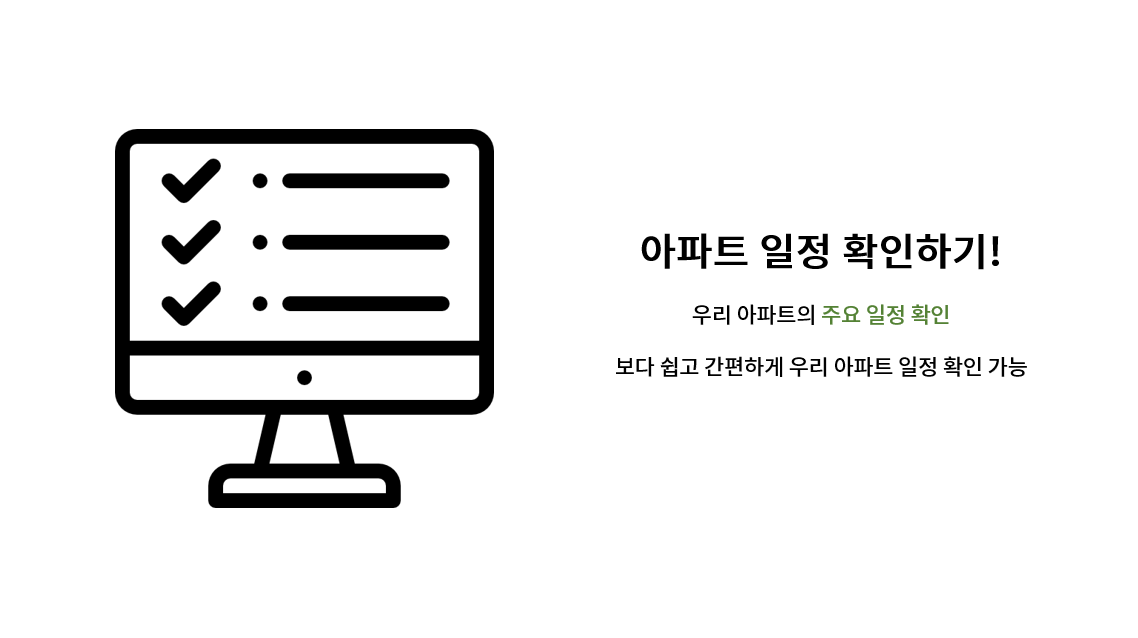 아파트 일정 확인하기!
우리 아파트의 주요 일정 확인
보다 쉽고 간편하게 우리 아파트 일정 확인 가능